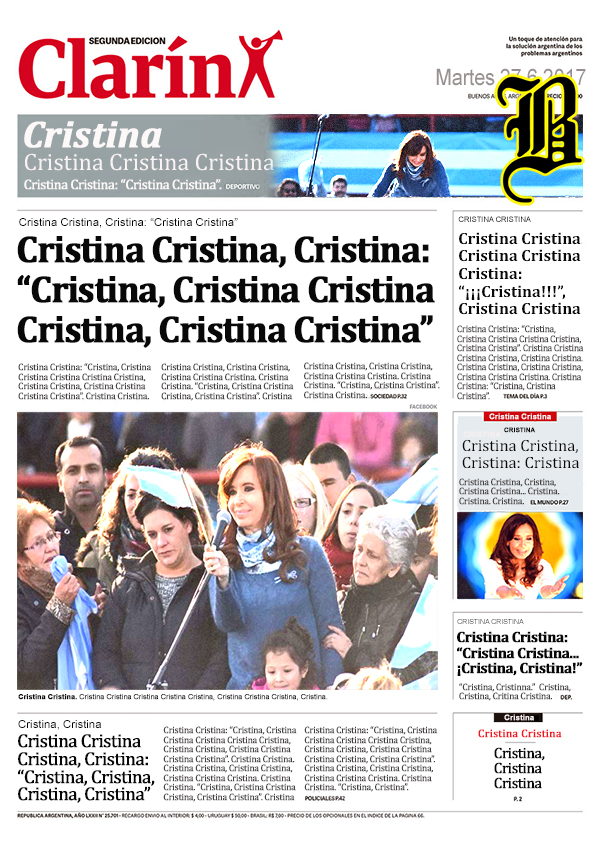 SEGUNDA EDICION
Clarín
Un toque de atención para
la solución argentina de los
problemas argentinos
Martes 27.6.2017
BUENOS
B
Cristina
Cristina Cristina Cristina
Cristina Cristina: “Cristina Cristina”. DEPORTIVO
Cristina Cristina, Cristina: “Cristina Cristina”
Cristina Cristina, Cristina:
“Cristina, Cristina Cristina
Cristina, Cristina Cristina”
Cristina Cristina: “Cristina, Cristina
Cristina Cristina Cristina Cristina,
Cristina Cristina, Cristina Cristina
Cristina Cristina”. Cristina Cristina.
Cristina Cristina, Cristina Cristina,
Cristina Cristina Cristina. Cristina
Cristina. “Cristina Cristina, Cristina
Cristina, Cristina Cristina”. Cristina
Cristina Cristina, Cristina Cristina,
Cristina Cristina Cristina. Cristina
Cristina. “Cristina Cristina, Cristina”.
Cristina Cristina. SOCIEDAD P.32
FACEBOOK
Cristina Cristina. Cristina Cristina Cristina Cristina Cristina, Cristina Cristina Cristina, Cristina.
Cristina, Cristina
Cristina Cristina
Cristina, Cristina:
“Cristina, Cristina,
Cristina, Cristina”
Cristina Cristina: “Cristina, Cristina
Cristina Cristina Cristina Cristina,
Cristina Cristina, Cristina Cristina
Cristina Cristina”. Cristina Cristina.
Cristina Cristina, Cristina Cristina,
Cristina Cristina Cristina. Cristina
Cristina. “Cristina Cristina, Cristina
Cristina, Cristina Cristina”. Cristina
Cristina Cristina: “Cristina, Cristina
Cristina Cristina Cristina Cristina,
Cristina Cristina, Cristina Cristina
Cristina Cristina”. Cristina Cristina.
Cristina Cristina, Cristina Cristina,
Cristina Cristina Cristina. Cristina
Cristina. “Cristina Cristina, Cristina”.
POLICIALES P.42
CRISTINA CRISTINA
Cristina Cristina
Cristina Cristina
Cristina:
“¡¡¡Cristina!!!”,
Cristina Cristina
Cristina Cristina: “Cristina,
Cristina Cristina Cristina Cristina,
Cristina”. Cristina Cristina. Cristina
Cristina, Cristina Cristina, Cristina.
Cristina Cristina, Cristina Cristina,
Cristina Cristina Cristina. Cristina
Cristina: “Cristina, Cristina
Cristina”. TEMA DEL DÍA P.3
Cristina Cristina
CRISTINA
Cristina Cristina,
Cristina: Cristina
Cristina Cristina, Cristina,
Cristina Cristina... Cristina.
Cristina. Cristina. EL MUNDO P.27
CRISTINA CRISTINA
Cristina Cristina:
“Cristina Cristina...
¡Cristina, Cristina!”
“Cristina, Cristinna.” Cristina,
Cristina, Critina Cristina. DEP.
Cristina
Cristina Cristina
Cristina,
Cristina
Cristina
P. 2
REPUBLICA ARGENTINA, AÑO LXXII N° 25.701 - RECARGO ENVIO AL INTERIOR: $ 4,00 - URUGUAY $ 50,00 - BRASIL: R$ 7,00 - PRECIO DE LOS OPCIONALES EN EL INDICE DE LA PAGINA 66.